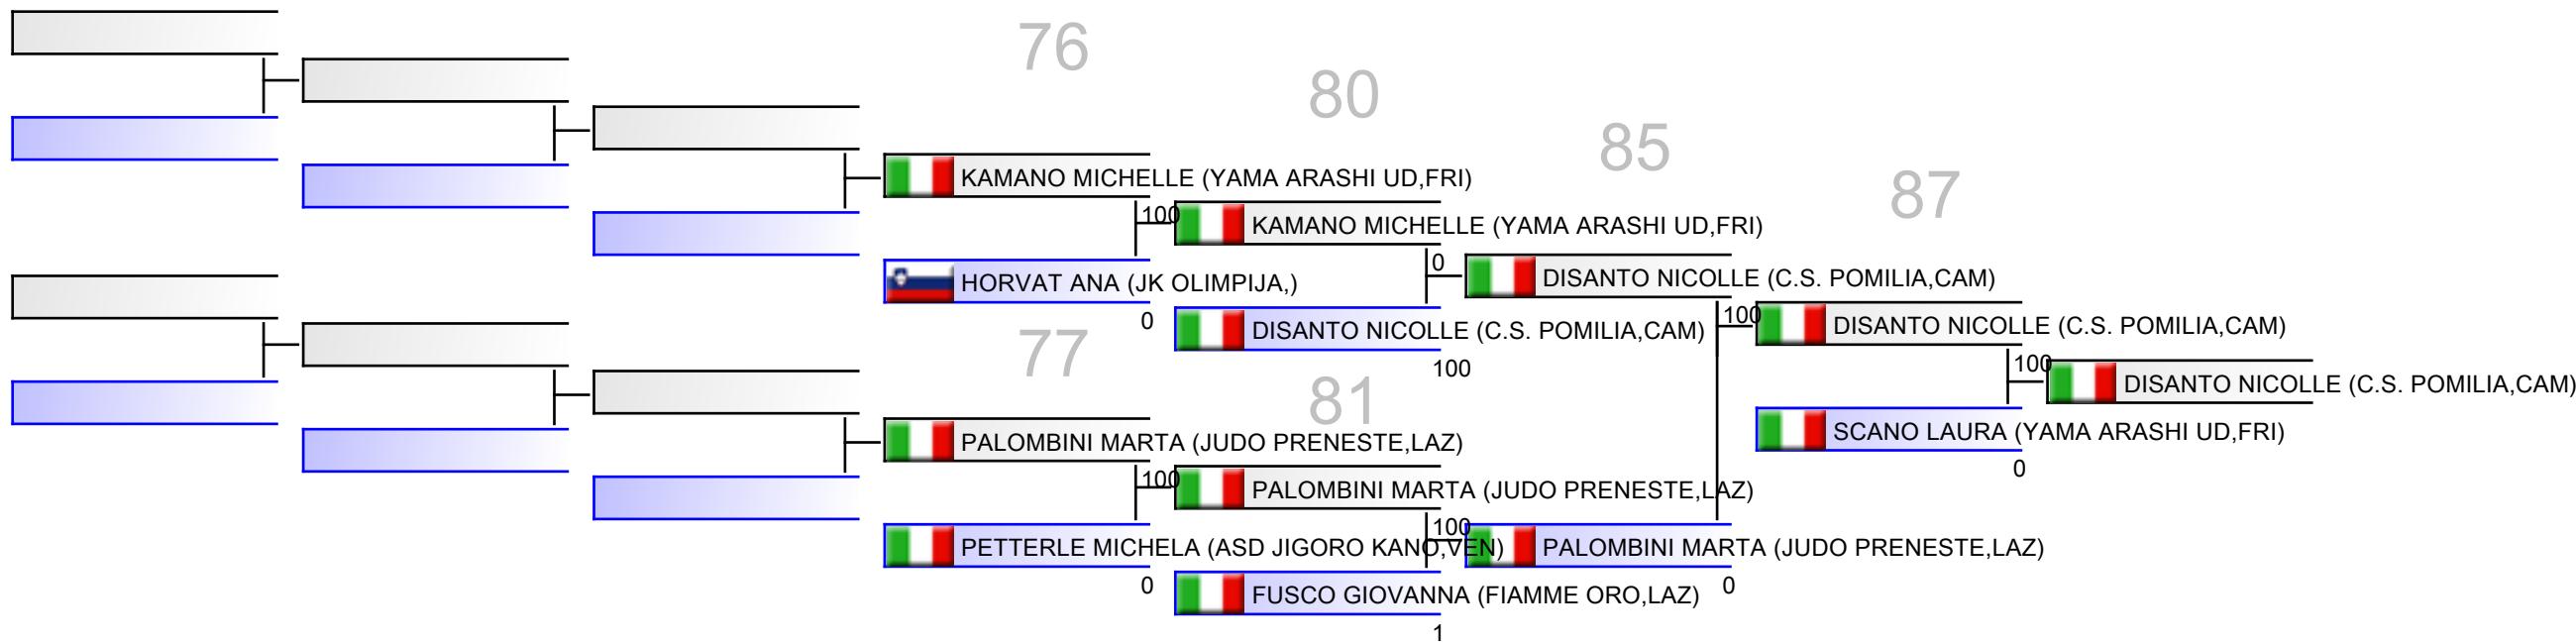 76
80
85
87
KAMANO MICHELLE (YAMA ARASHI UD,FRI)
100
KAMANO MICHELLE (YAMA ARASHI UD,FRI)
HORVAT ANA (JK OLIMPIJA,)
0
0
DISANTO NICOLLE (C.S. POMILIA,CAM)
DISANTO NICOLLE (C.S. POMILIA,CAM)
100
100
DISANTO NICOLLE (C.S. POMILIA,CAM)
77
81
100
DISANTO NICOLLE (C.S. POMILIA,CAM)
PALOMBINI MARTA (JUDO PRENESTE,LAZ)
SCANO LAURA (YAMA ARASHI UD,FRI)
0
100
PALOMBINI MARTA (JUDO PRENESTE,LAZ)
PETTERLE MICHELA (ASD JIGORO KANO,VEN)
0
100
PALOMBINI MARTA (JUDO PRENESTE,LAZ)
0
FUSCO GIOVANNA (FIAMME ORO,LAZ)
1